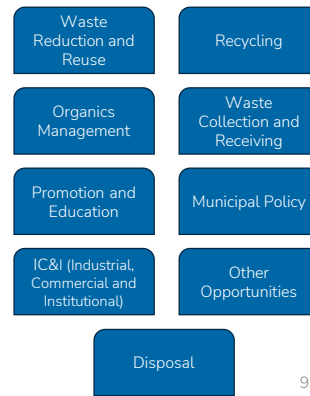 Waste
Reduction and
Reuse
Recycling
Organics
Management
Waste
Collection and
Receiving
Promotion and
Education
Municipal Policy
IC&I (Industrial,
Commercial and
Institutional)
Other
Opportunities
Disposal
9